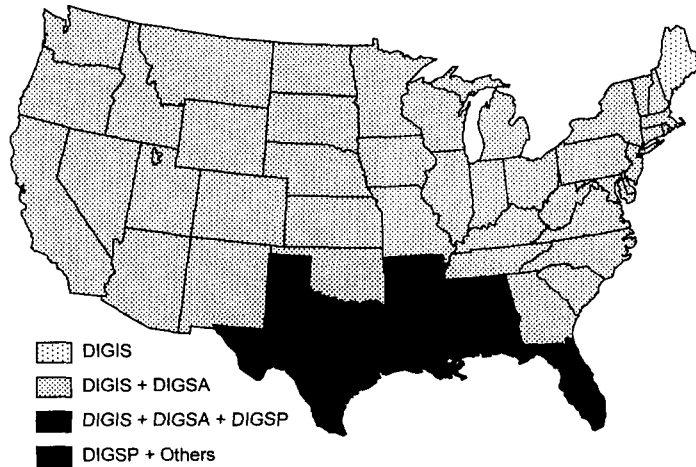 DIGIS
DIGIS + DIGSA
DIGIS + DIGSA + DIGSP
DIGSP + Others